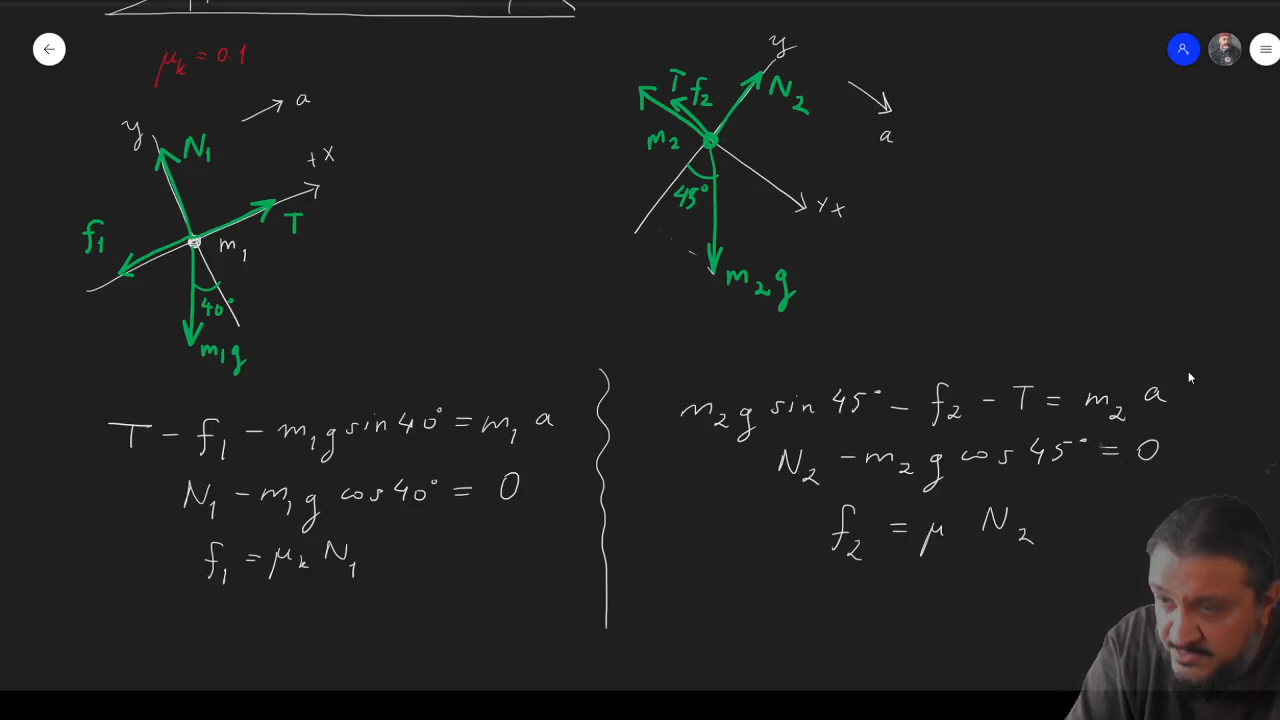 μk = 0.1
a
y
N1
+x
T
f1
m1
40°
m1g
y
T f2
N2
a
m2
45°
x
m2g
T - f1 - m1g sin 40° = m1 a
N1 - m1g cos 40° = 0
f1 = μk N1
m2g sin 45° - f2 - T = m2 a
N2 - m2g cos 45° = 0
f2 = μ N2